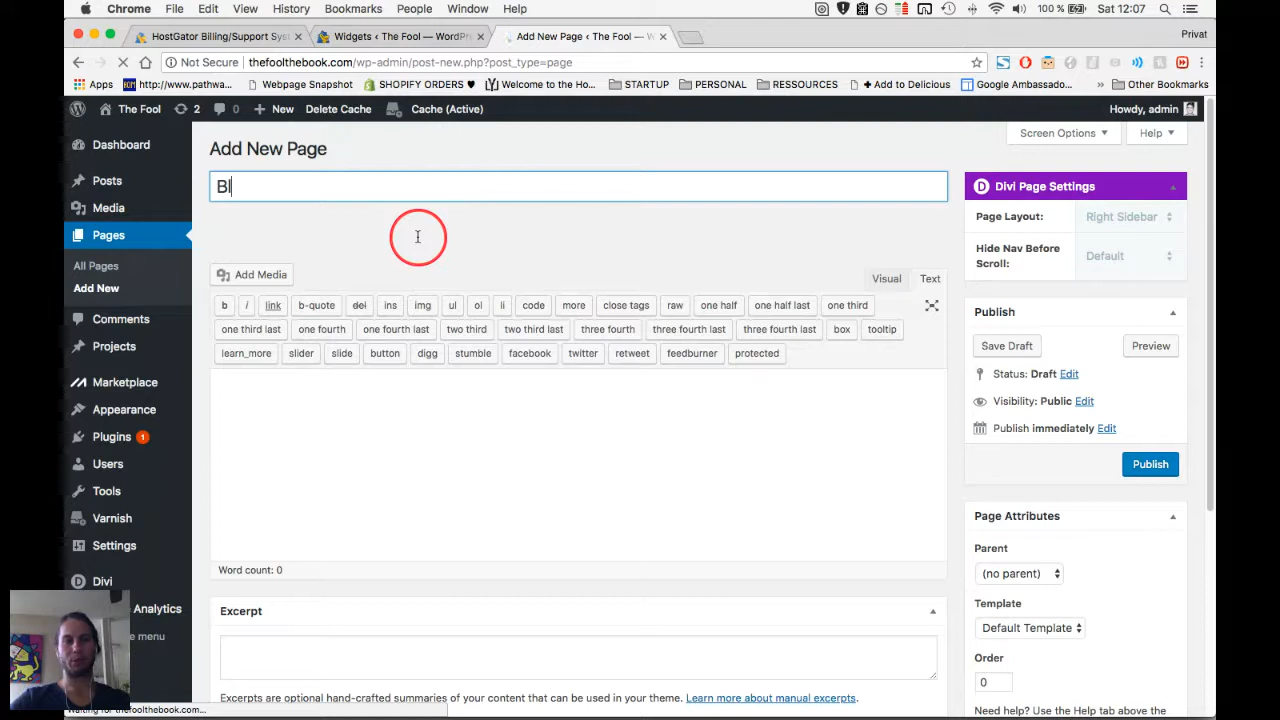 Chrome File Edit View History Bookmarks People Window Help 100 % Sat 12:07
HostGator Billing/Support Sys × Widgets ‹ The Fool — WordPre × Add New Page ‹ The Fool — W × Privat
Not Secure thefoolthebook.com/wp-admin/post-new.php?post_type=page
Apps http://www.pathwa... Webpage Snapshot SHOPIFY ORDERS ♥ Welcome to the Ho... STARTUP PERSONAL RESSOURCES + Add to Delicious Google Ambassado... » Other Bookmarks
The Fool 2 0 + New Delete Cache Cache (Active) Howdy, admin
Screen Options ▼ Help ▼
Dashboard
Posts
Media
Pages
All Pages
Add New
Comments
Projects
Marketplace
Appearance
Plugins 1
Users
Tools
Varnish
Settings
Divi
Analytics
e menu
Add New Page
Bl
Add Media Visual Text
b i link b-quote del ins img ul ol li code more close tags raw one half one half last one third
one third last one fourth one fourth last two third two third last three fourth three fourth last three fourth last box tooltip
learn_more slider slide button digg stumble facebook twitter retweet feedburner protected
Word count: 0
Excerpt
Excerpts are optional hand-crafted summaries of your content that can be used in your theme. Learn more about manual excerpts.
D Divi Page Settings
Page Layout: Right Sidebar
Hide Nav Before Scroll: Default
Publish
Save Draft Preview
Status: Draft Edit
Visibility: Public Edit
Publish immediately Edit
Publish
Page Attributes
Parent
(no parent)
Template
Default Template
Order
0
Need help? Use the Help tab above the
Waiting for thefoolthebook.com...